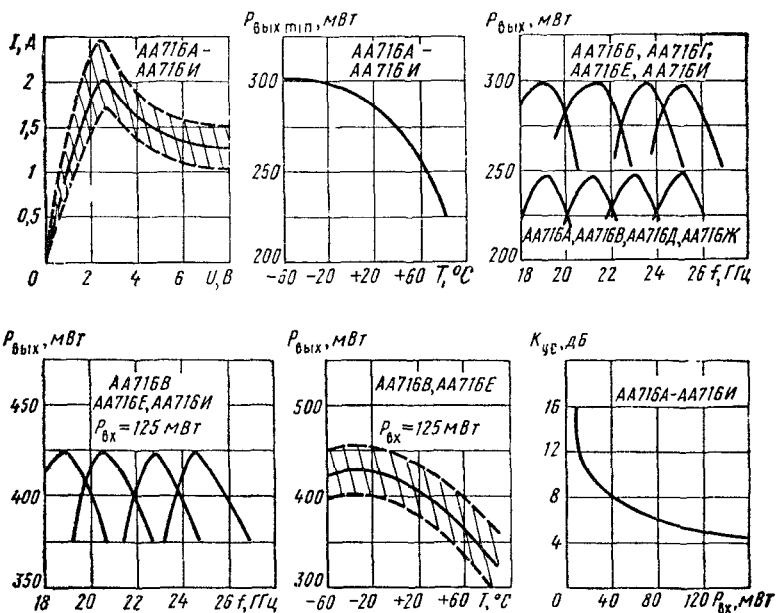 I, А
АА716А–
АА716И
2
1,5
1
0,5
0 2 4 6 U, В
Pвых min, мВт
АА716А –
АА716И
300
250
200
-60 -20 +20 +60 T, °C
Pвых, мВт
АА716Б, АА716Г,
АА716Е, АА716И
300
250
АА716А, АА716В, АА716Д, АА716Ж
200
18 20 22 24 26 f, ГГц
Pвых, мВт
АА716В
АА716Е, АА716И
Pвх = 125 мВт
450
400
350
18 20 22 24 26 f, ГГц
Pвых, мВт
АА716В, АА716Е
Pвх = 125 мВт
500
400
300
-60 -20 +20 +60 T, °C
Kус, дБ
АА716А–АА716И
16
12
8
4
0 40 80 120 Pвх, мВт